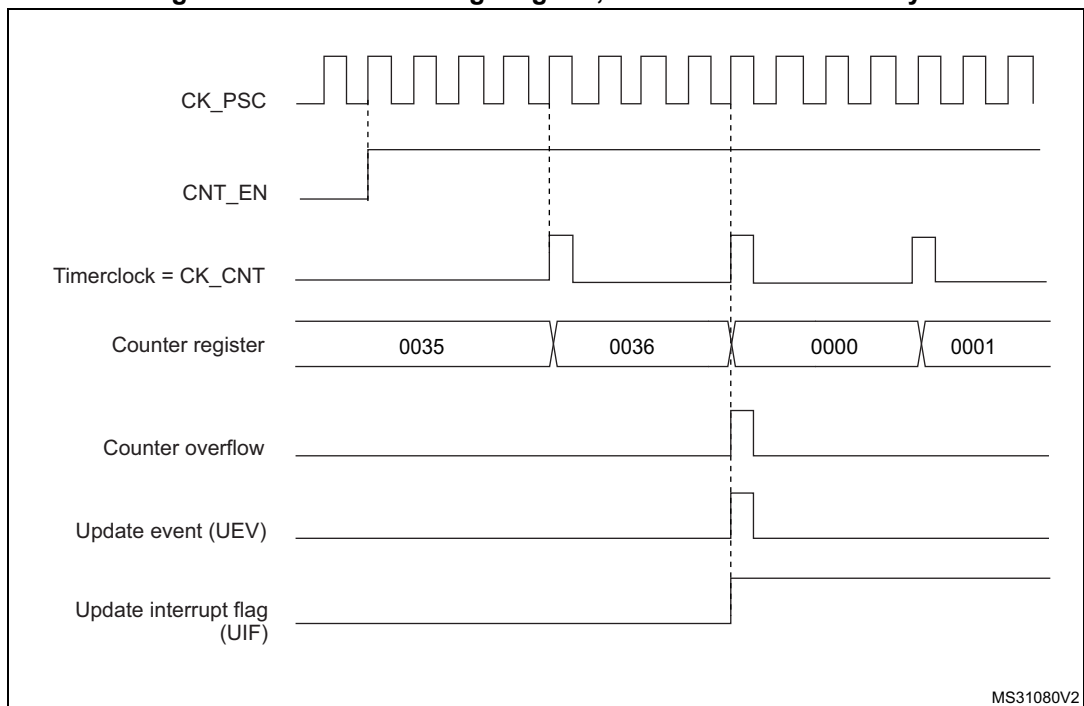 CK_PSC
CNT_EN
Timerclock = CK_CNT
Counter register
0035
0036
0000
0001
Counter overflow
Update event (UEV)
Update interrupt flag
(UIF)
MS31080V2